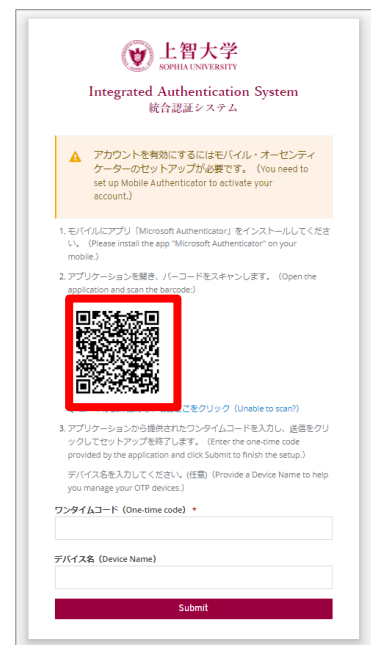 上智大学
SOPHIA UNIVERSITY
Integrated Authentication System
統合認証システム
アカウントを有効にするにはモバイル・オーセンティ
ケーターのセットアップが必要です。（You need to
set up Mobile Authenticator to activate your
account.）
1. モバイルにアプリ「Microsoft Authenticator」をインストールしてくださ
い。（Please install the app "Microsoft Authenticator" on your
mobile.）
2. アプリケーションを開き、バーコードをスキャンします。（Open the
application and scan the barcode:）
ここをクリック（Unable to scan?）
3. アプリケーションから提供されたワンタイムコードを入力し、送信をクリ
ックしてセットアップを終了します。（Enter the one-time code
provided by the application and click Submit to finish the setup.）
デバイス名を入力してください。(任意)（Provide a Device Name to help
you manage your OTP devices.）
ワンタイムコード（One-time code） *
デバイス名（Device Name）
Submit